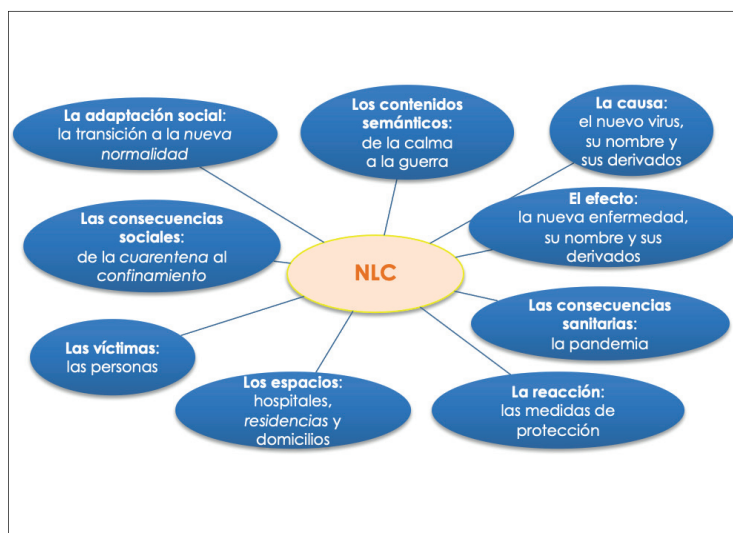 La adaptación social:
la transición a la nueva
normalidad
Los contenidos
semánticos:
de la calma
a la guerra
La causa:
el nuevo virus,
su nombre y
sus derivados
El efecto:
la nueva enfermedad,
su nombre y sus
derivados
Las consecuencias
sociales:
de la cuarentena al
confinamiento
NLC
Las consecuencias
sanitarias:
la pandemia
Las víctimas:
las personas
Los espacios:
hospitales,
residencias y
domicilios
La reacción:
las medidas de
protección